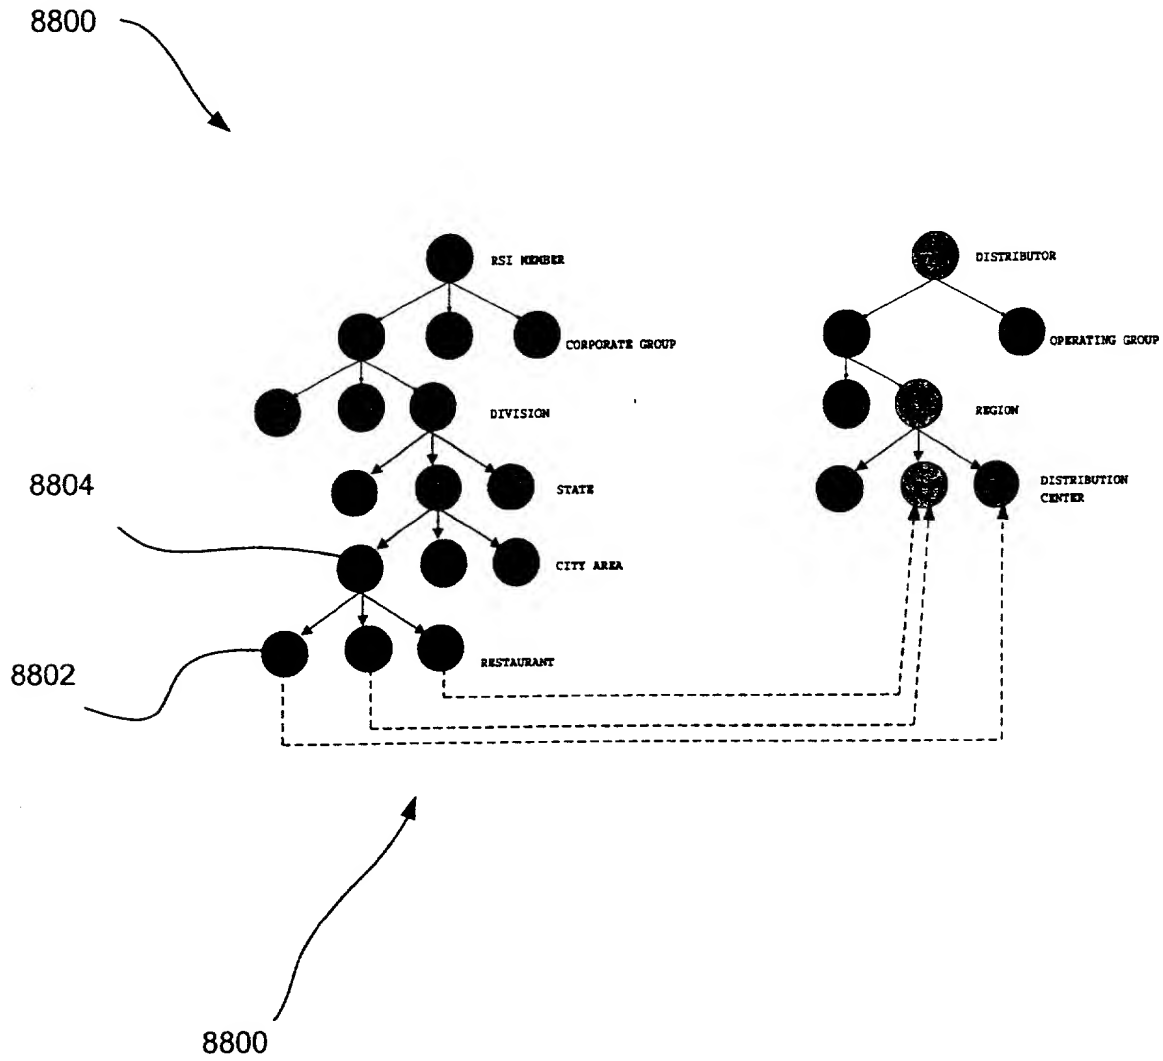 8800
RSI MEMBER
DISTRIBUTOR
CORPORATE GROUP
OPERATING GROUP
DIVISION
REGION
8804
STATE
DISTRIBUTION
CENTER
CITY AREA
8802
RESTAURANT
8800